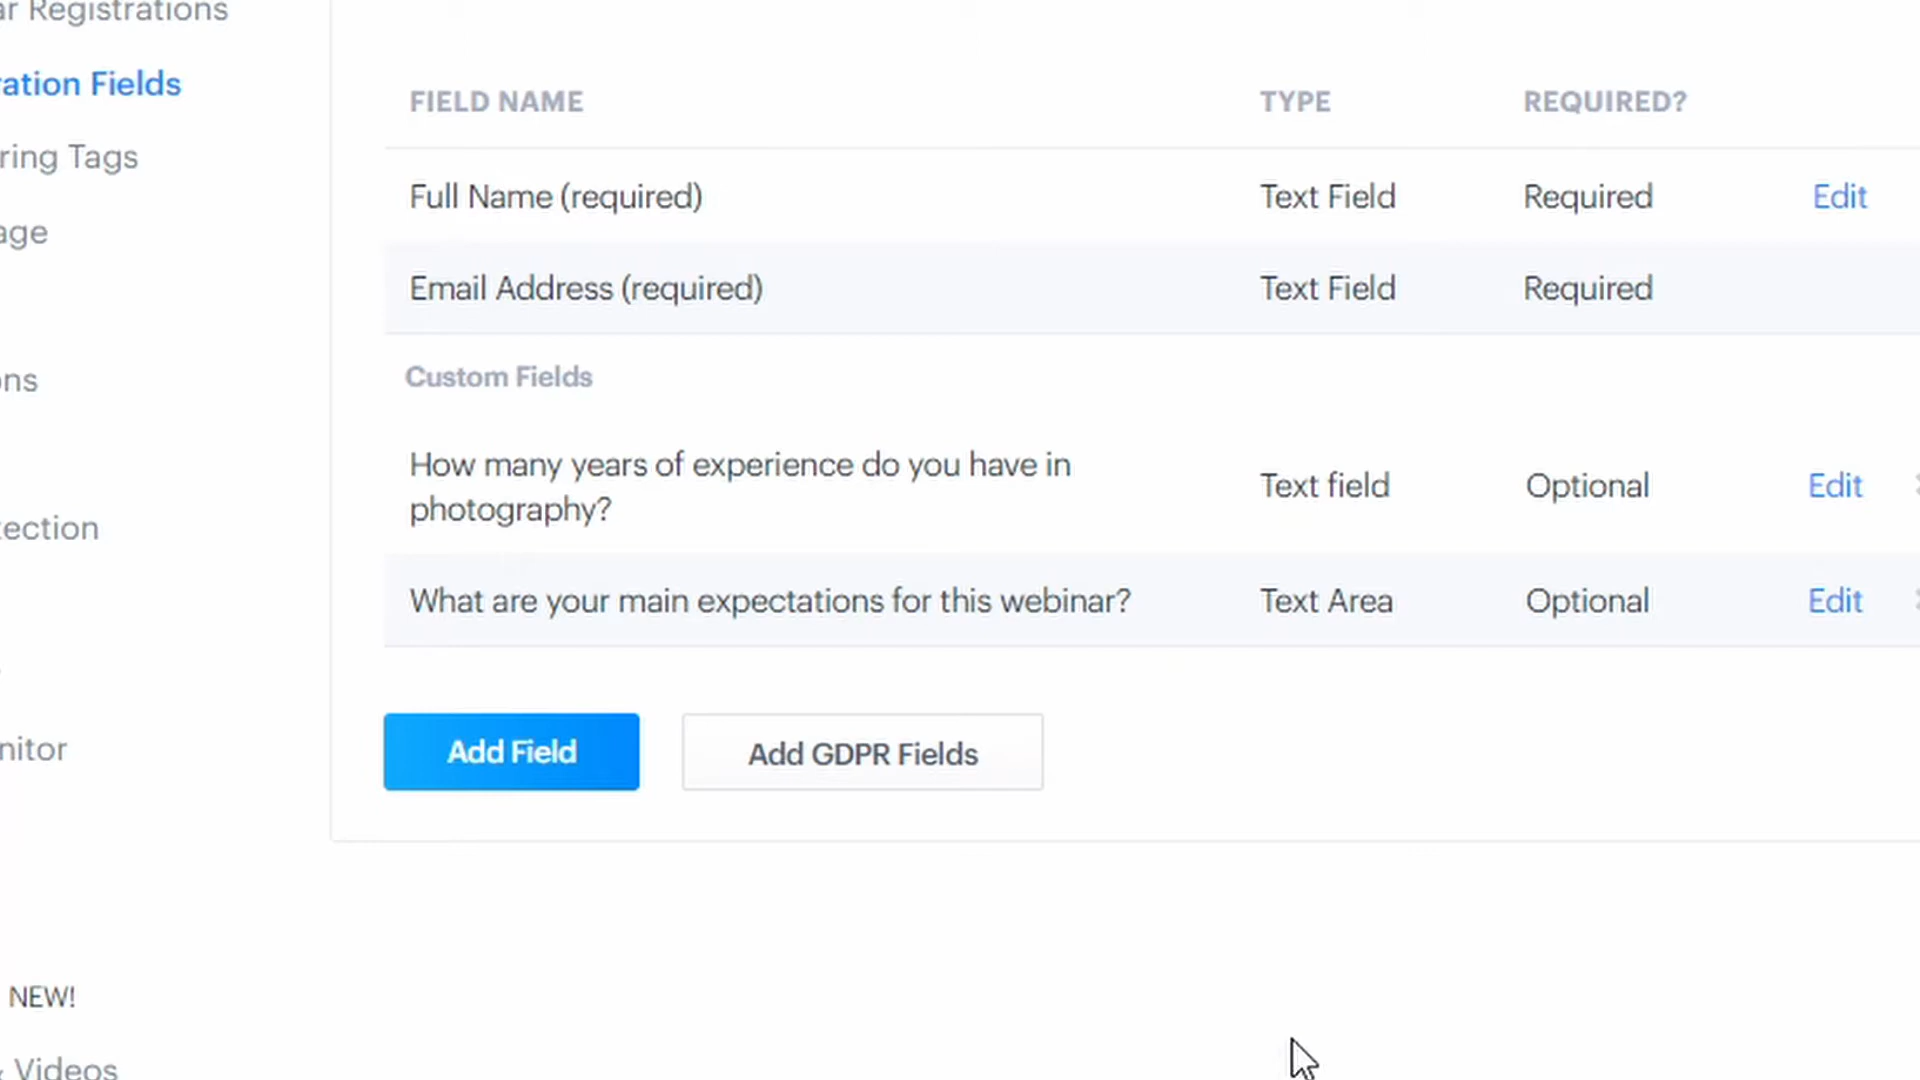 ar Registrations
ration Fields
ring Tags
age
ons
tection
nitor
NEW!
& Videos
FIELD NAME TYPE REQUIRED?
Full Name (required) Text Field Required Edit
Email Address (required) Text Field Required
Custom Fields
How many years of experience do you have in
photography? Text field Optional Edit
What are your main expectations for this webinar? Text Area Optional Edit
Add Field Add GDPR Fields